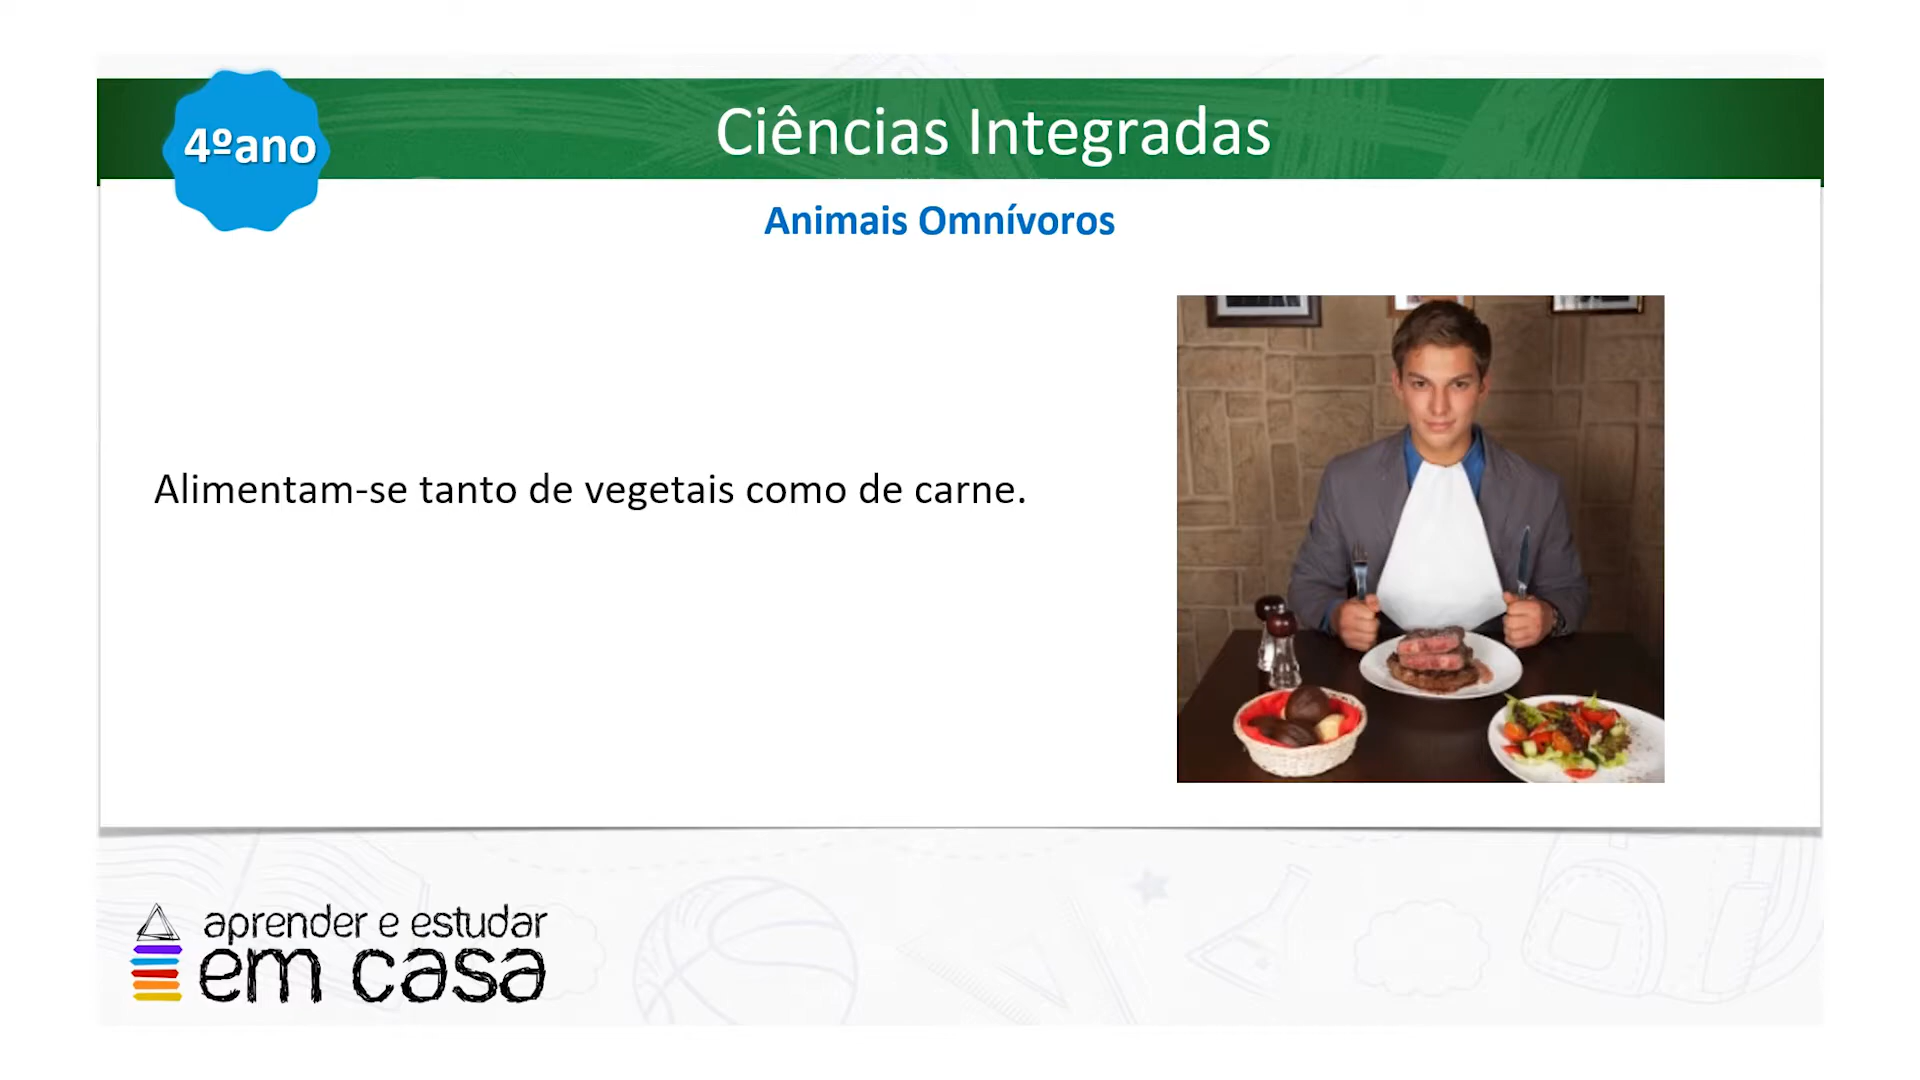 4ºano
Ciências Integradas
Animais Omnívoros
Alimentam-se tanto de vegetais como de carne.
aprender e estudar
em casa